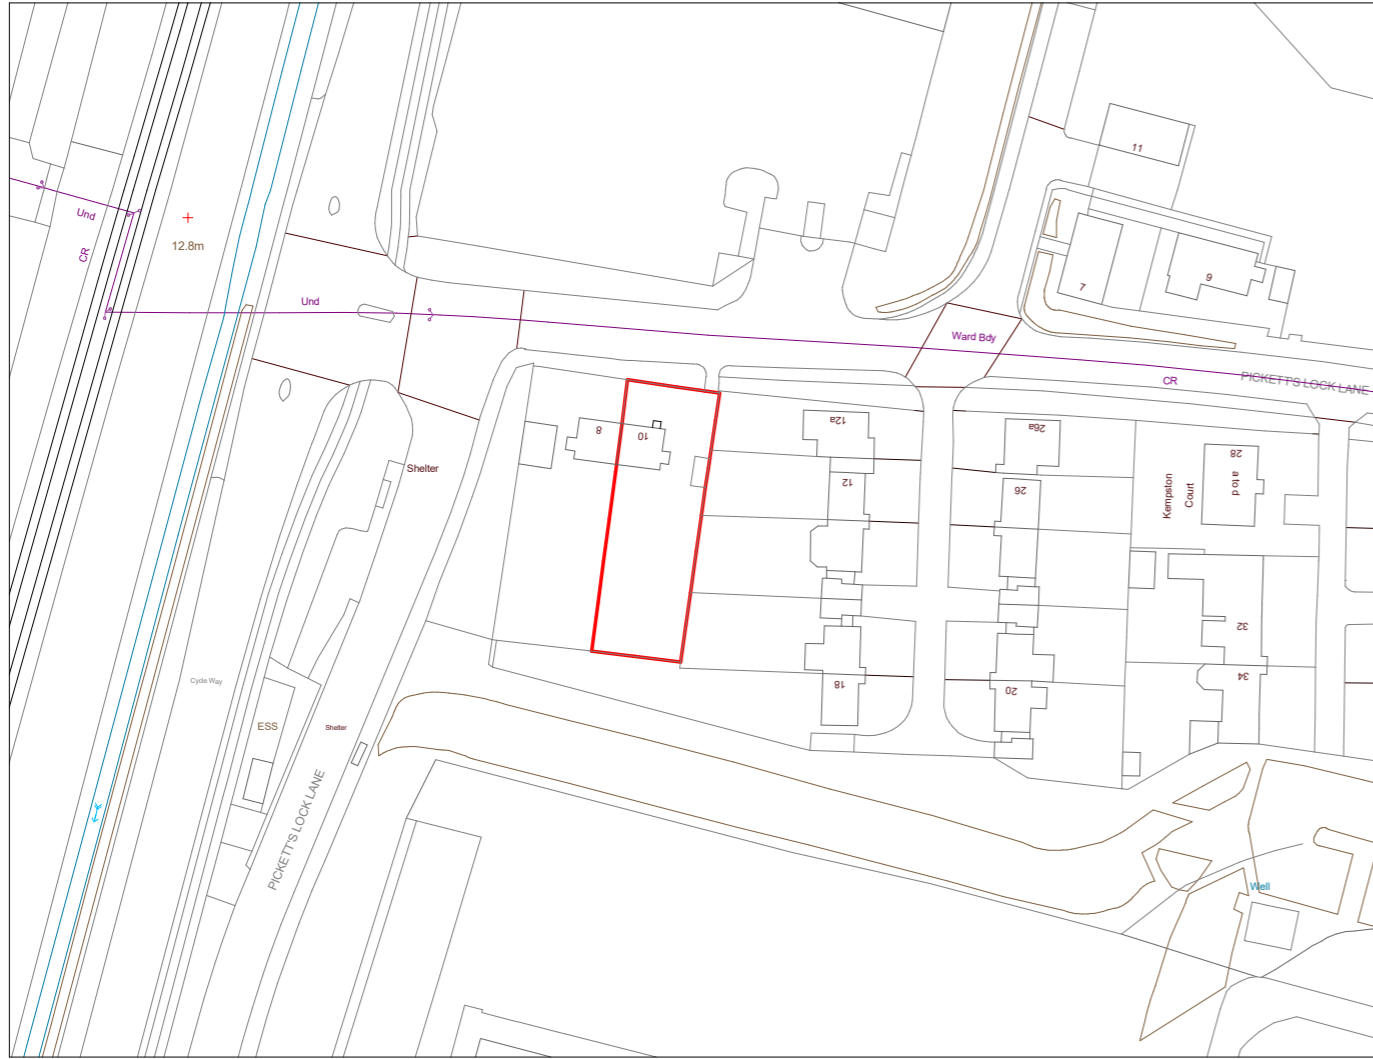 11
Und
CR
12.8m
9
7
Und
Ward Bdy
CR
PICKETT'S LOCK LANE
8
10
12a
26a
Shelter
28
a to d
Kempston
Court
12
26
32
34
18
20
Cycle Way
ESS
Shelter
PICKETT'S LOCK LANE
Well